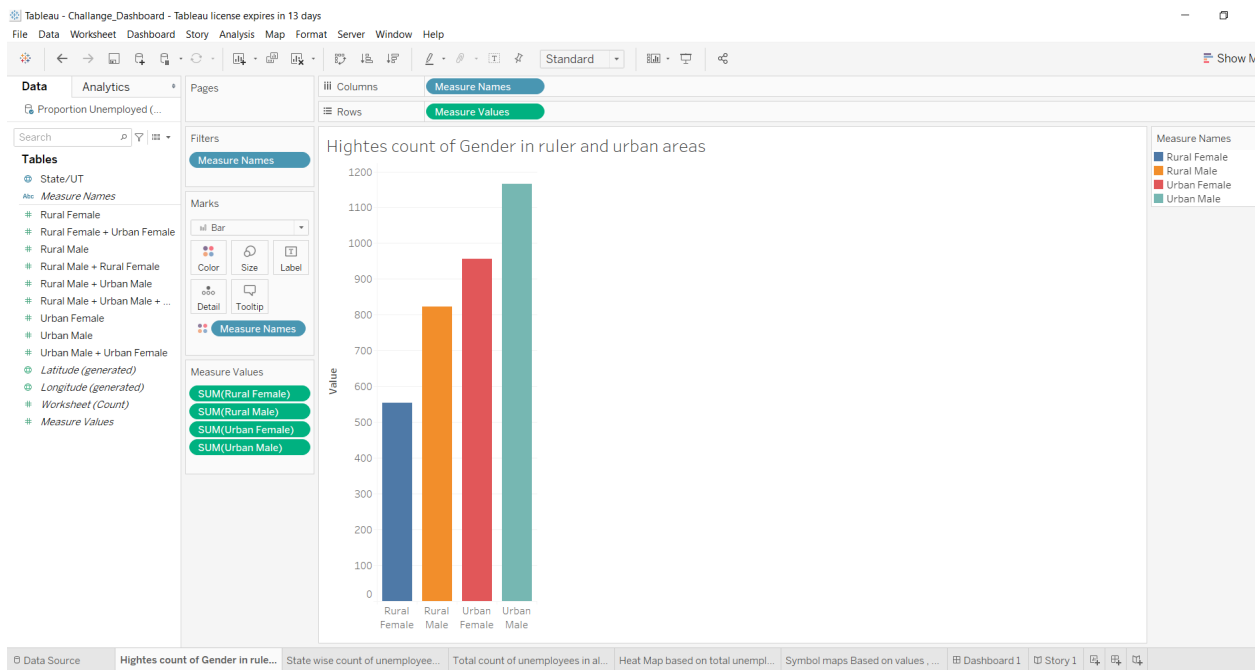 Tableau - Challange_Dashboard - Tableau license expires in 13 days
File Data Worksheet Dashboard Story Analysis Map Format Server Window Help
Standard
Show M
Data Analytics
Proportion Unemployed (...
Search
Tables
State/UT
Abc Measure Names
# Rural Female
# Rural Female + Urban Female
# Rural Male
# Rural Male + Rural Female
# Rural Male + Urban Male
# Rural Male + Urban Male + ...
# Urban Female
# Urban Male
# Urban Male + Urban Female
Latitude (generated)
Longitude (generated)
# Worksheet (Count)
# Measure Values
Pages
Filters
Measure Names
Marks
Bar
Color Size Label
Detail Tooltip
Measure Names
Measure Values
SUM(Rural Female)
SUM(Rural Male)
SUM(Urban Female)
SUM(Urban Male)
Columns Measure Names
Rows Measure Values
Hightes count of Gender in ruler and urban areas
1200
1100
1000
900
800
700
600
500
400
300
200
100
0
Value
Rural Female
Rural Male
Urban Female
Urban Male
Measure Names
Rural Female
Rural Male
Urban Female
Urban Male
Data Source Hightes count of Gender in rule... State wise count of unemployee... Total count of unemployees in al... Heat Map based on total unempl... Symbol maps Based on values , ... Dashboard 1 Story 1